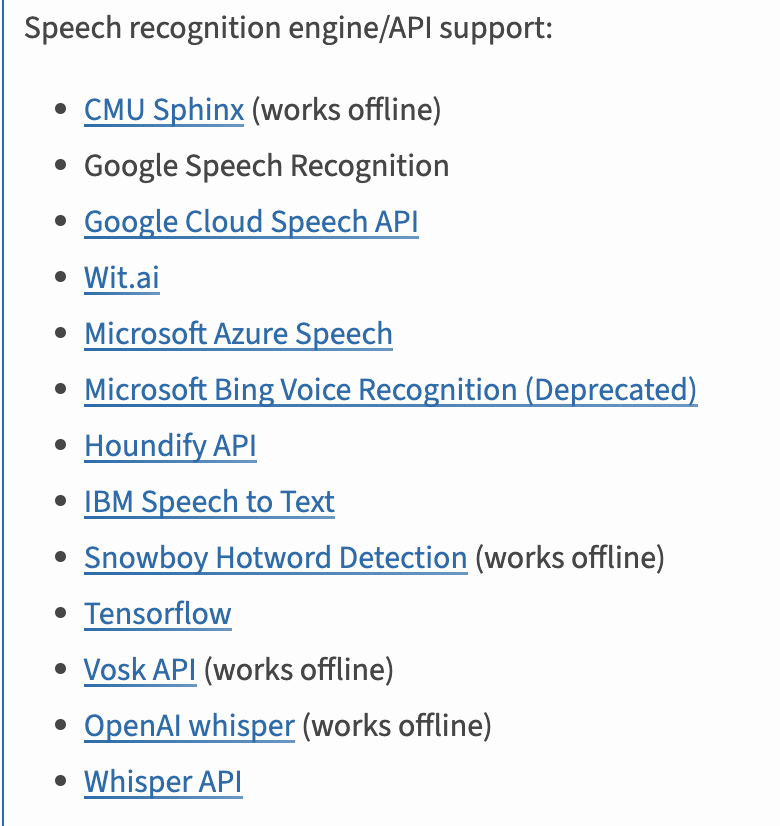 Speech recognition engine/API support:
• CMU Sphinx (works offline)
• Google Speech Recognition
• Google Cloud Speech API
• Wit.ai
• Microsoft Azure Speech
• Microsoft Bing Voice Recognition (Deprecated)
• Houndify API
• IBM Speech to Text
• Snowboy Hotword Detection (works offline)
• Tensorflow
• Vosk API (works offline)
• OpenAI whisper (works offline)
• Whisper API